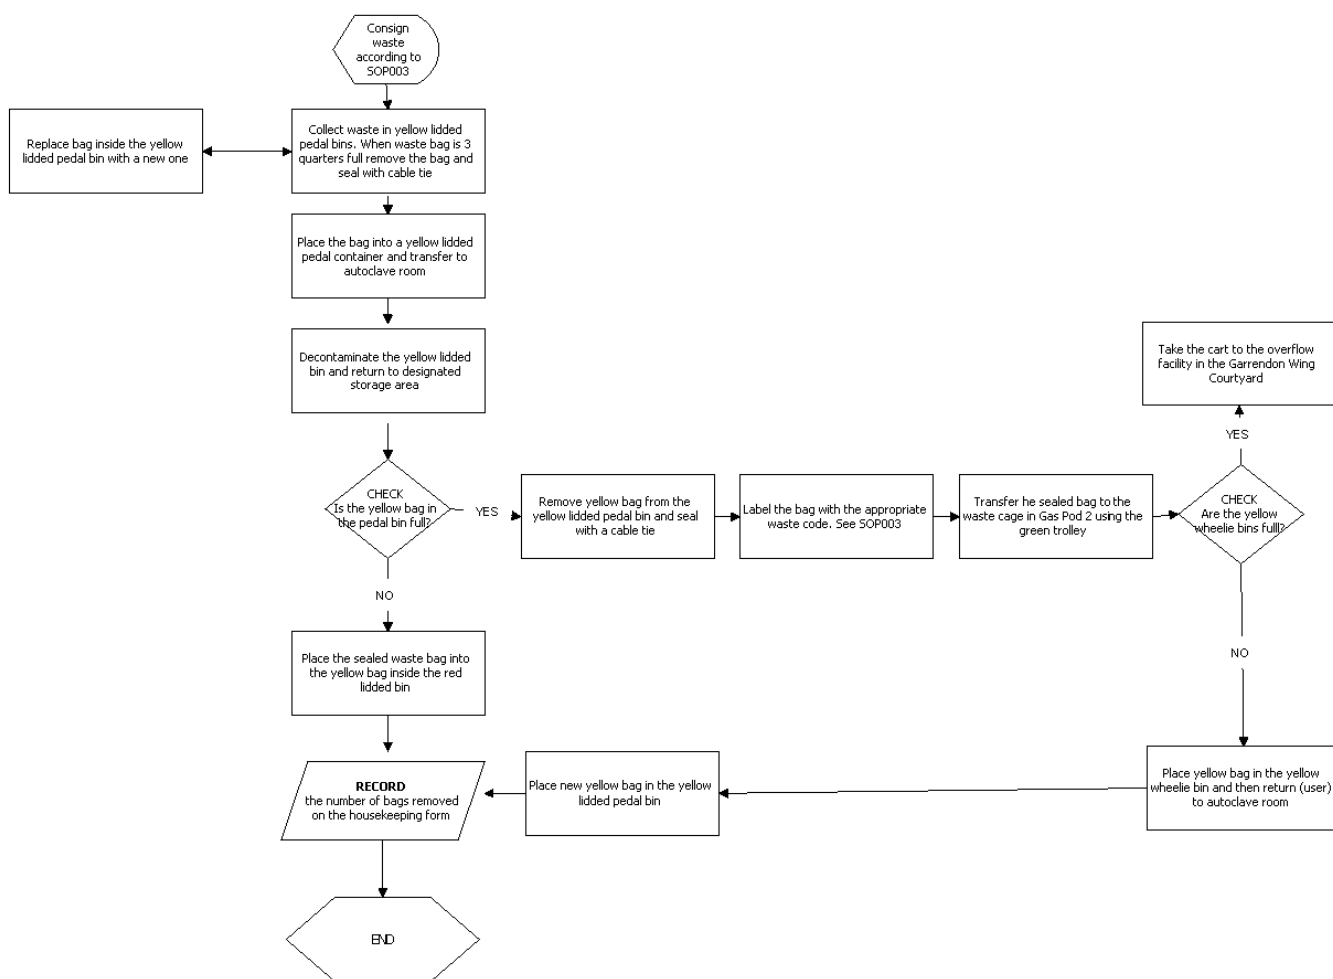 Consign
waste
according to
SOP003
Replace bag inside the yellow
lidded pedal bin with a new one
Collect waste in yellow lidded
pedal bins. When waste bag is 3
quarters full remove the bag and
seal with cable tie
Place the bag into a yellow lidded
pedal container and transfer to
autoclave room
Decontaminate the yellow lidded
bin and return to designated
storage area
Take the cart to the overflow
facility in the Garrendon Wing
Courtyard
YES
CHECK
Is the yellow bag in
the pedal bin full?
YES
Remove yellow bag from the
yellow lidded pedal bin and seal
with a cable tie
Label the bag with the appropriate
waste code. See SOP003
Transfer he sealed bag to the
waste cage in Gas Pod 2 using the
green trolley
CHECK
Are the yellow
wheelie bins fulll?
NO
NO
Place the sealed waste bag into
the yellow bag inside the red
lidded bin
RECORD
the number of bags removed
on the housekeeping form
Place new yellow bag in the yellow
lidded pedal bin
Place yellow bag in the yellow
wheelie bin and then return (user)
to autoclave room
END